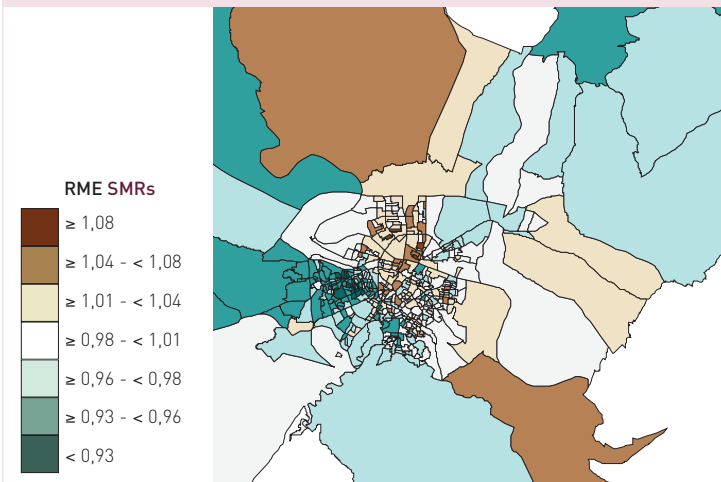 RME SMRs
≥ 1,08
≥ 1,04 - < 1,08
≥ 1,01 - < 1,04
≥ 0,98 - < 1,01
≥ 0,96 - < 0,98
≥ 0,93 - < 0,96
< 0,93